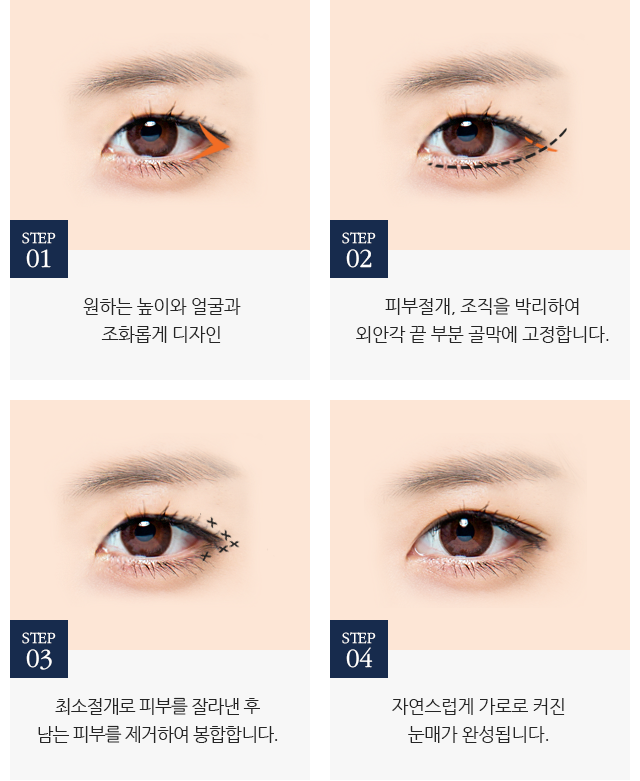 STEP
01
원하는 높이와 얼굴과
조화롭게 디자인
STEP
02
피부절개, 조직을 박리하여
외안각 끝 부분 골막에 고정합니다.
STEP
03
최소절개로 피부를 잘라낸 후
남는 피부를 제거하여 봉합합니다.
STEP
04
자연스럽게 가로로 커진
눈매가 완성됩니다.